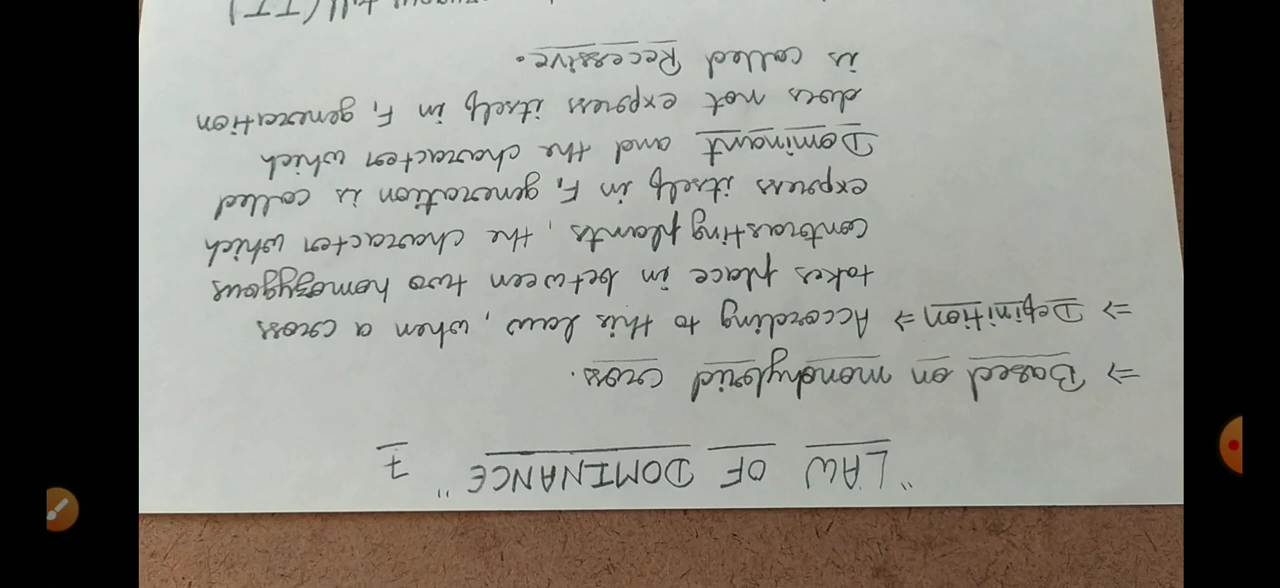 "LAW OF DOMINANCE" 7
⇒ Based on monohybrid cross.
⇒ Definition ⇒ According to this law, when a cross
takes place in between two homozygous
contrasting plants, the character which
express itself in F₁ generation is called
Dominant and the character which
does not express itself in F₁ generation
is called Recessive.
(TT)